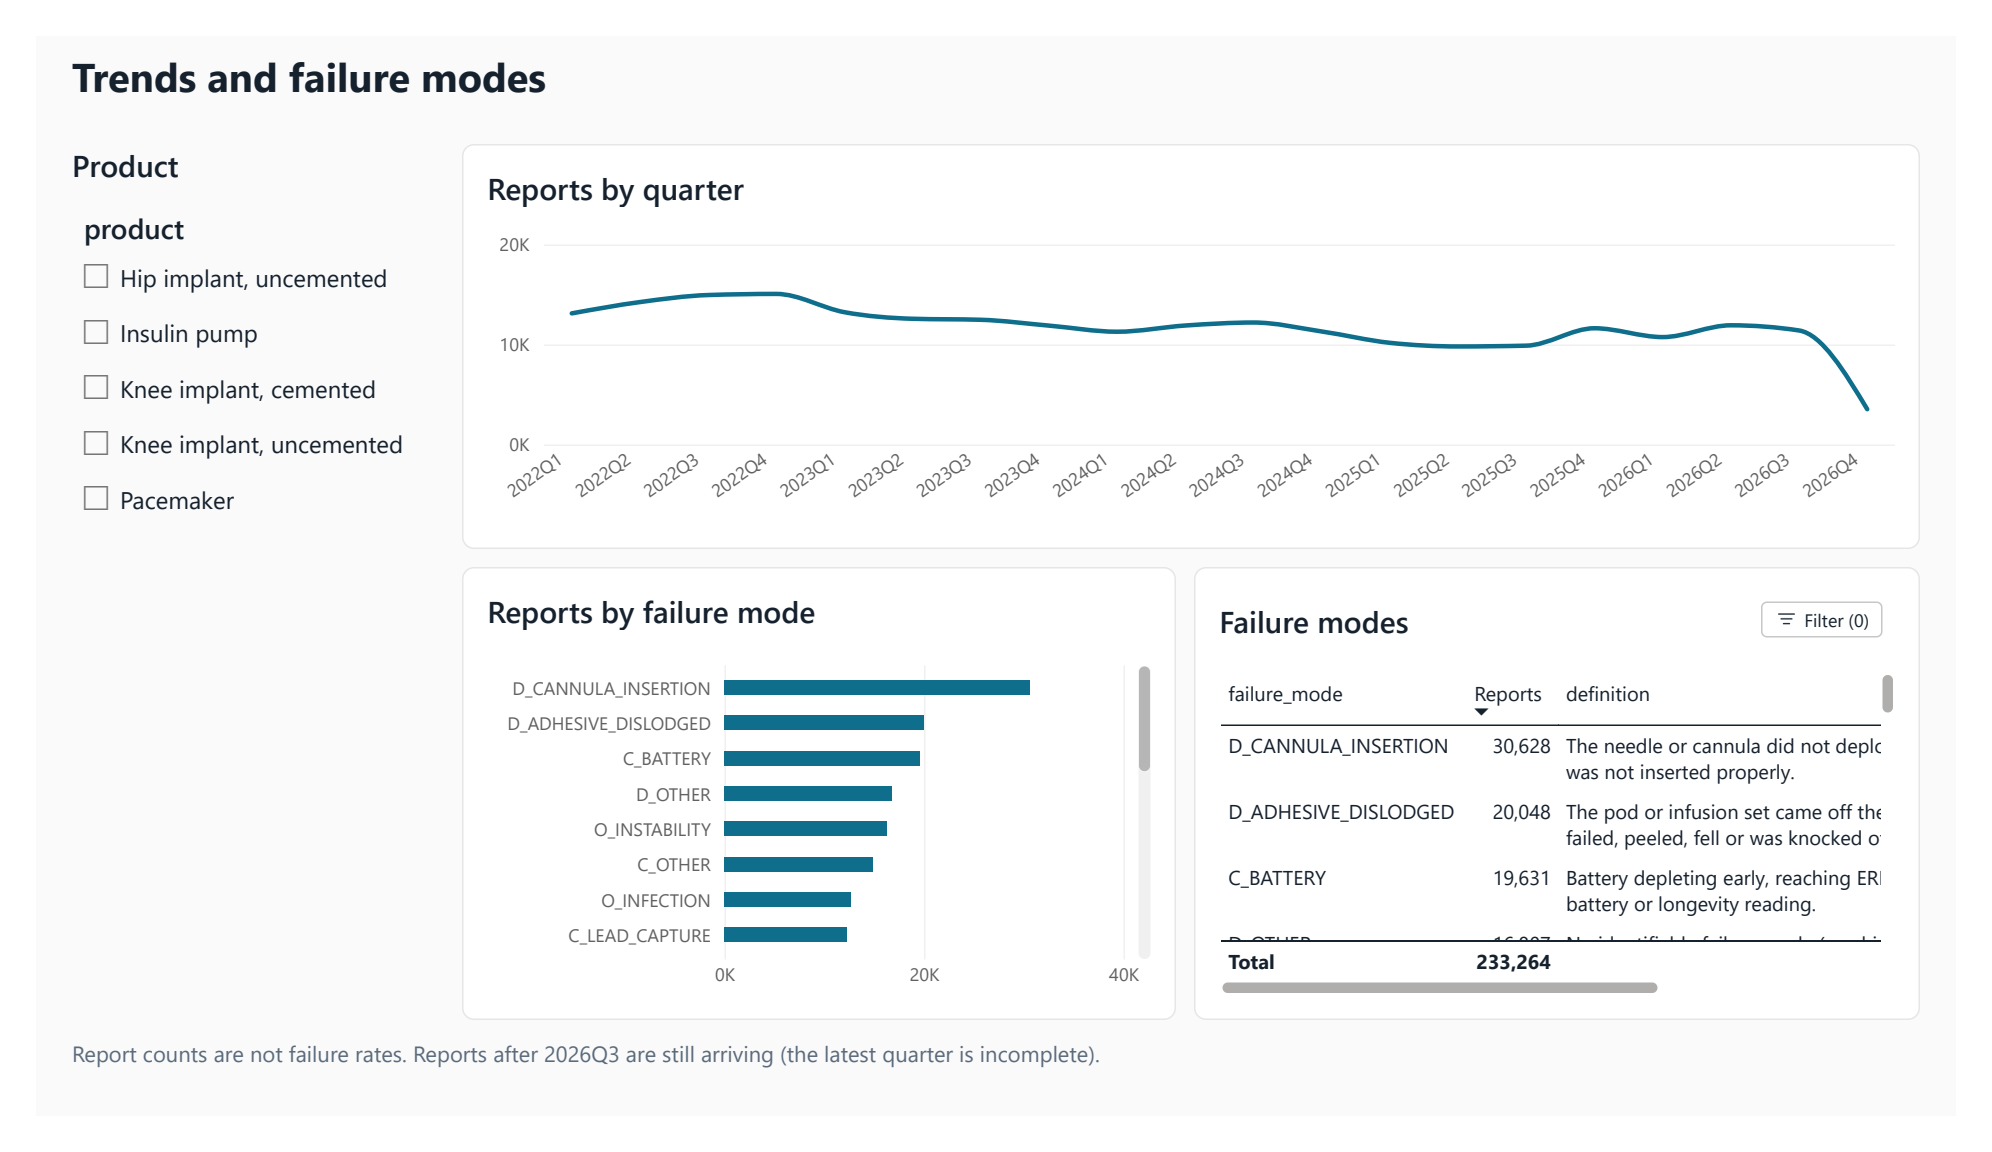 Trends and failure modes
Product
product
Hip implant, uncemented
Insulin pump
Knee implant, cemented
Knee implant, uncemented
Pacemaker
Reports by quarter
20K
10K
0K
2022Q1
2022Q2
2022Q3
2022Q4
2023Q1
2023Q2
2023Q3
2023Q4
2024Q1
2024Q2
2024Q3
2024Q4
2025Q1
2025Q2
2025Q3
2025Q4
2026Q1
2026Q2
2026Q3
2026Q4
Reports by failure mode
D_CANNULA_INSERTION
D_ADHESIVE_DISLODGED
C_BATTERY
D_OTHER
O_INSTABILITY
C_OTHER
O_INFECTION
C_LEAD_CAPTURE
0K 20K 40K
Failure modes
Filter (0)
failure_mode Reports definition
D_CANNULA_INSERTION 30,628 The needle or cannula did not
was not inserted properly.
D_ADHESIVE_DISLODGED 20,048 The pod or infusion set came off the
failed, peeled, fell or was knocked
C_BATTERY 19,631 Battery depleting early, reaching
battery or longevity reading.
Total 233,264
Report counts are not failure rates. Reports after 2026Q3 are still arriving (the latest quarter is incomplete).